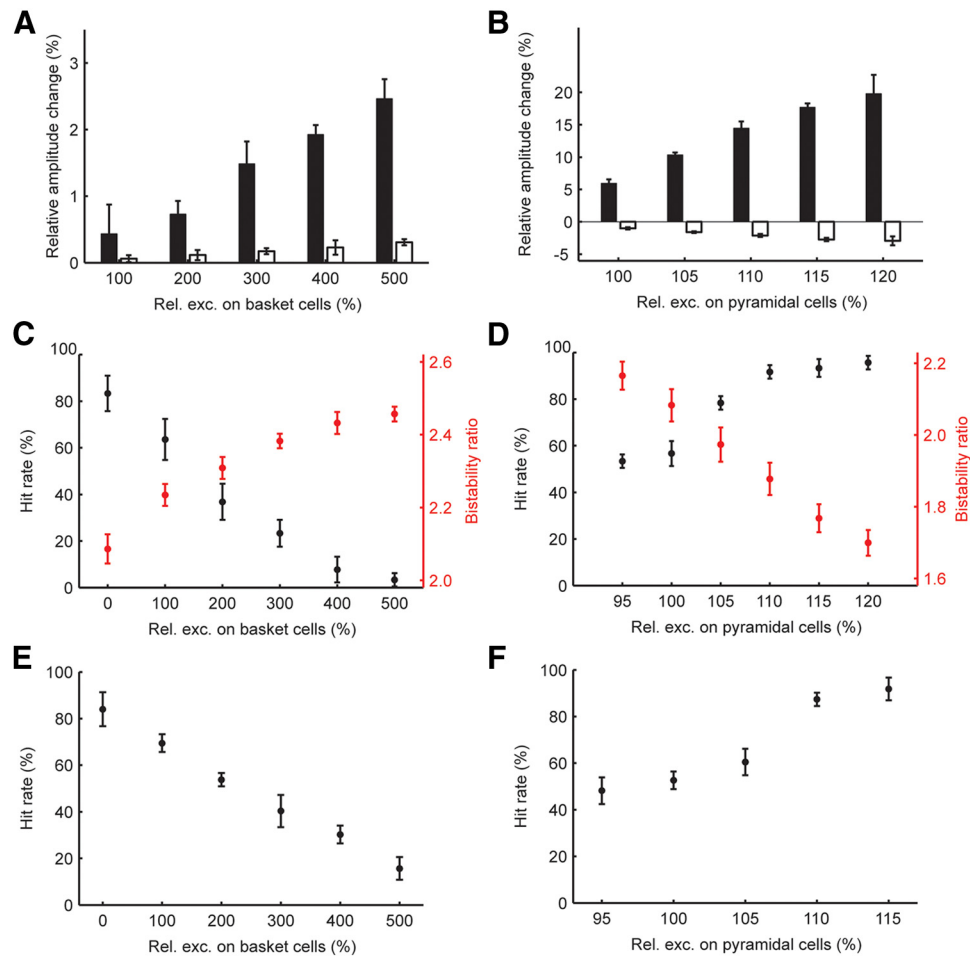 A
Relative amplitude change (%)
3
2
1
0
100 200 300 400 500
Rel. exc. on basket cells (%)
B
Relative amplitude change (%)
20
15
10
5
0
-5
100 105 110 115 120
Rel. exc. on pyramidal cells (%)
C
Hit rate (%)
100
80
60
40
20
0
2.6
2.4
2.2
2.0
Bistability ratio
0 100 200 300 400 500
Rel. exc. on basket cells (%)
D
Hit rate (%)
100
80
60
40
20
0
2.2
2.0
1.8
1.6
Bistability ratio
95 100 105 110 115 120
Rel. exc. on pyramidal cells (%)
E
Hit rate (%)
100
80
60
40
20
0
0 100 200 300 400 500
Rel. exc. on basket cells (%)
F
Hit rate (%)
100
80
60
40
20
0
95 100 105 110 115
Rel. exc. on pyramidal cells (%)